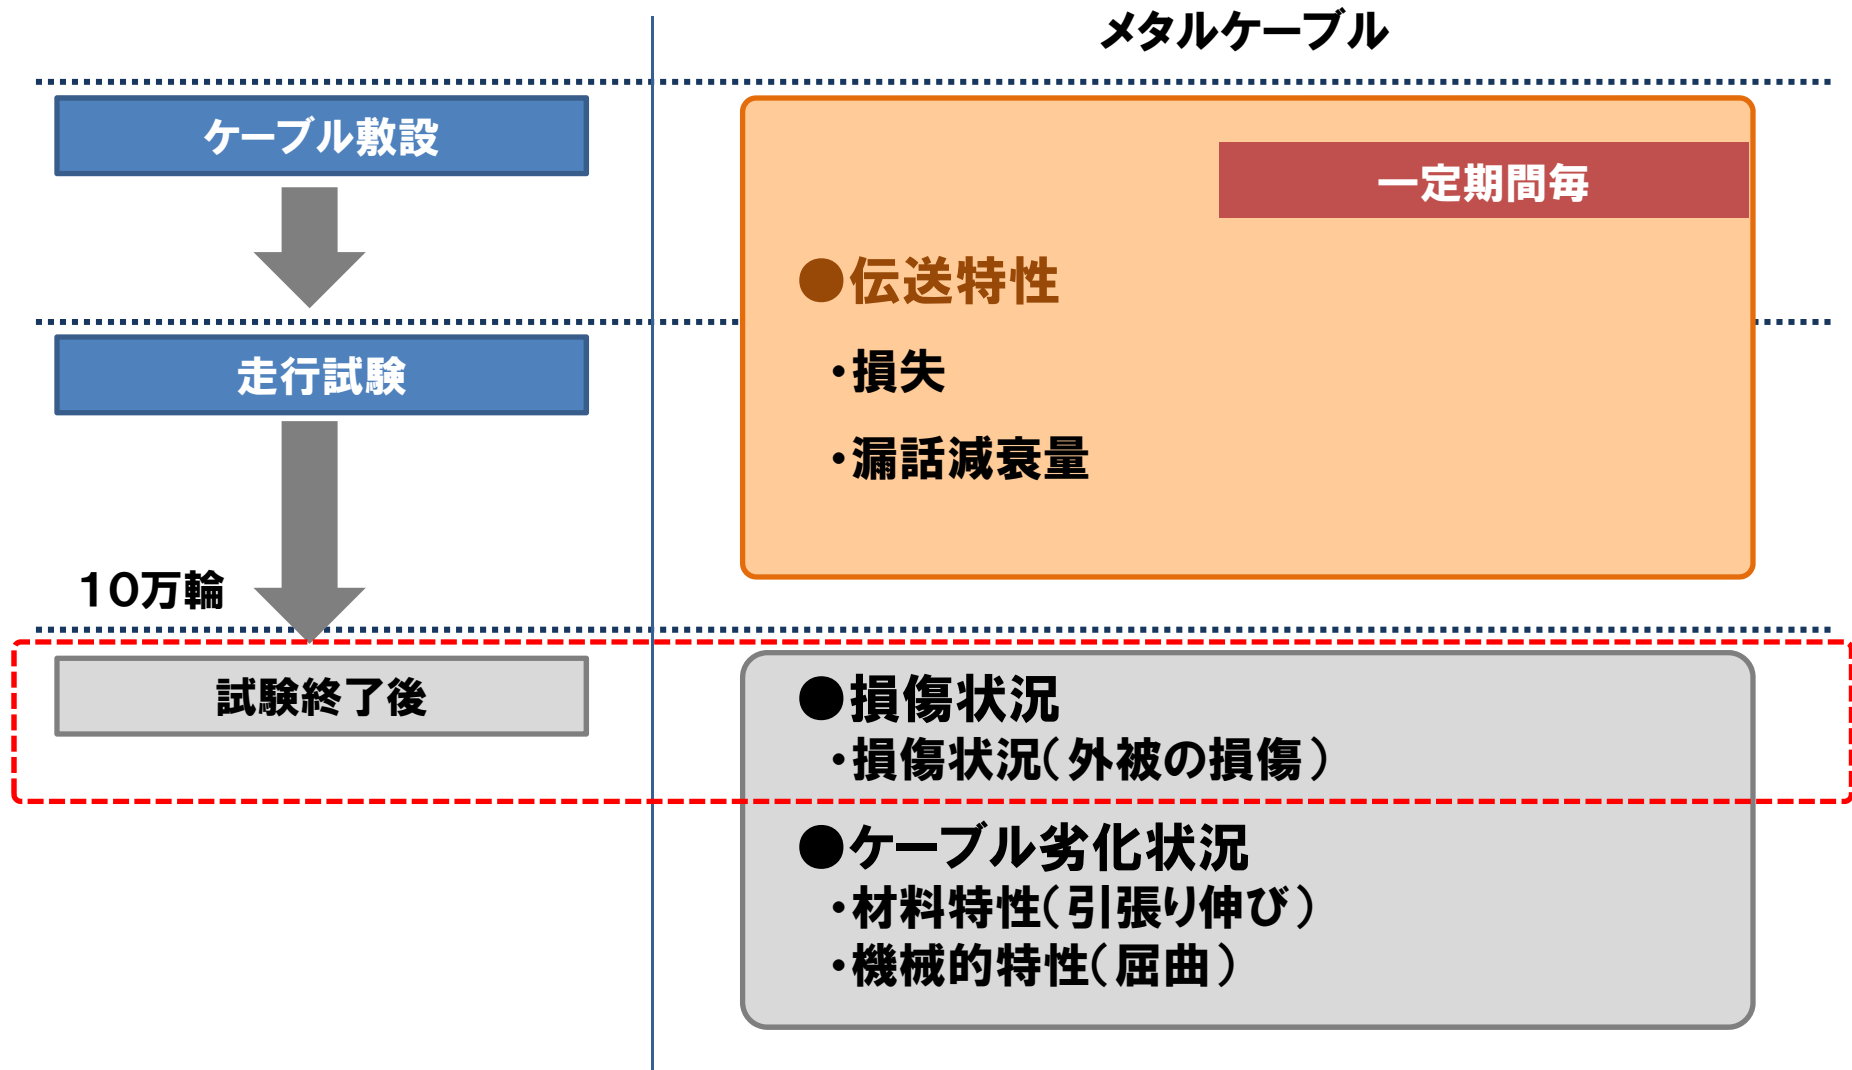 メタルケーブル
ケーブル敷設
一定期間毎
●伝送特性
走行試験
・損失
・漏話減衰量
10万輪
試験終了後
●損傷状況
・損傷状況(外被の損傷)
●ケーブル劣化状況
・材料特性(引張り伸び)
・機械的特性(屈曲)